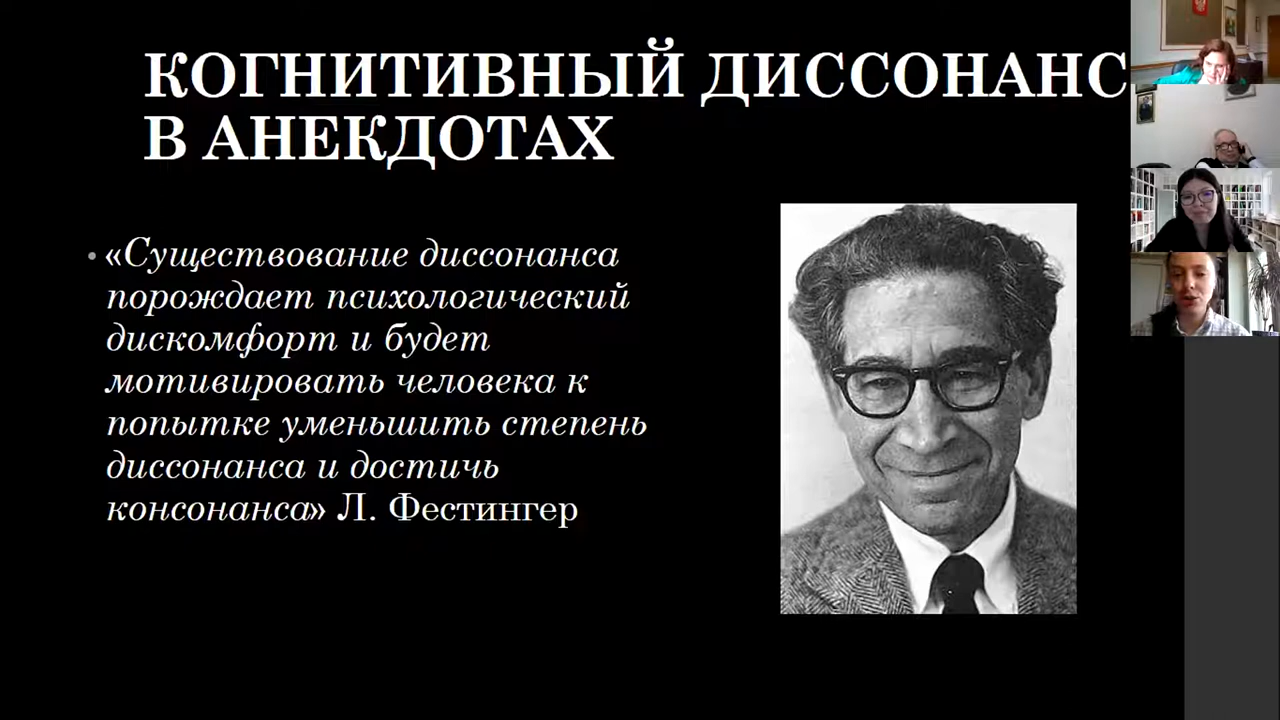 КОГНИТИВНЫЙ ДИССОНАНС
В АНЕКДОТАХ
• «Существование диссонанса
порождает психологический
дискомфорт и будет
мотивировать человека к
попытке уменьшить степень
диссонанса и достичь
консонанса» Л. Фестингер